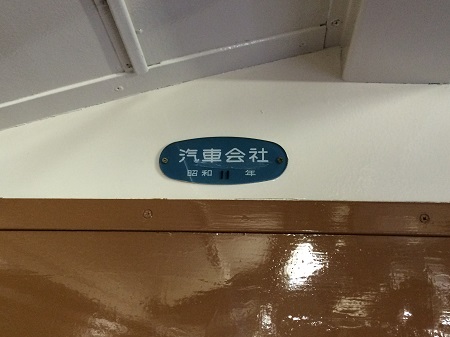 汽車会社
昭和 11 年